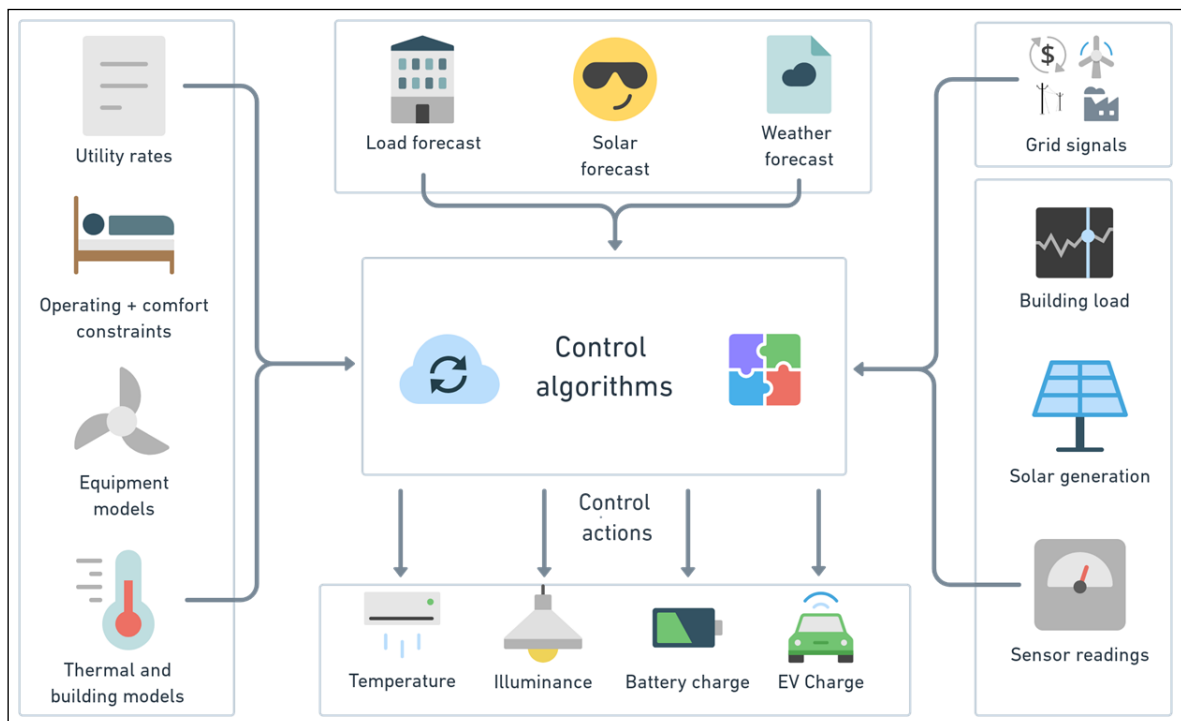 Utility rates
Operating + comfort
constraints
Equipment
models
Thermal and
building models
Load forecast
Solar
forecast
Weather
forecast
$
Grid signals
Control
algorithms
Control
actions
Temperature
Illuminance
Battery charge
EV Charge
Building load
Solar generation
Sensor readings